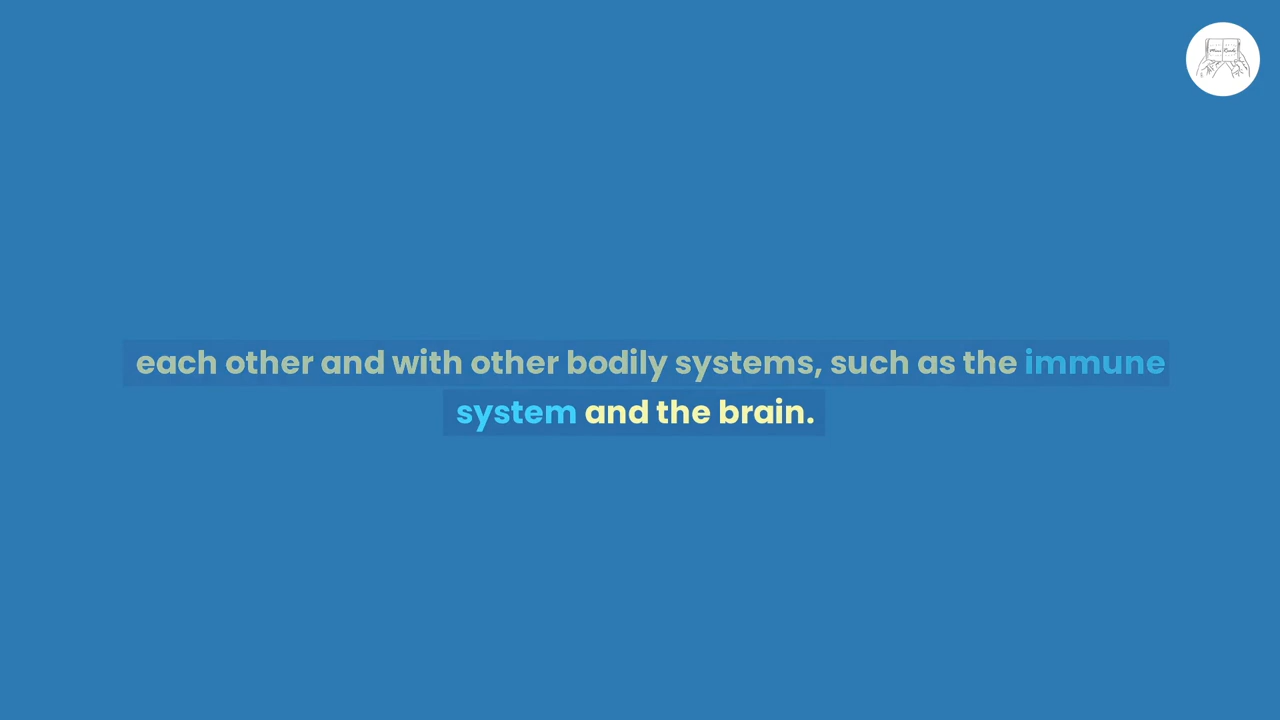 each other and with other bodily systems, such as the immune
system and the brain.